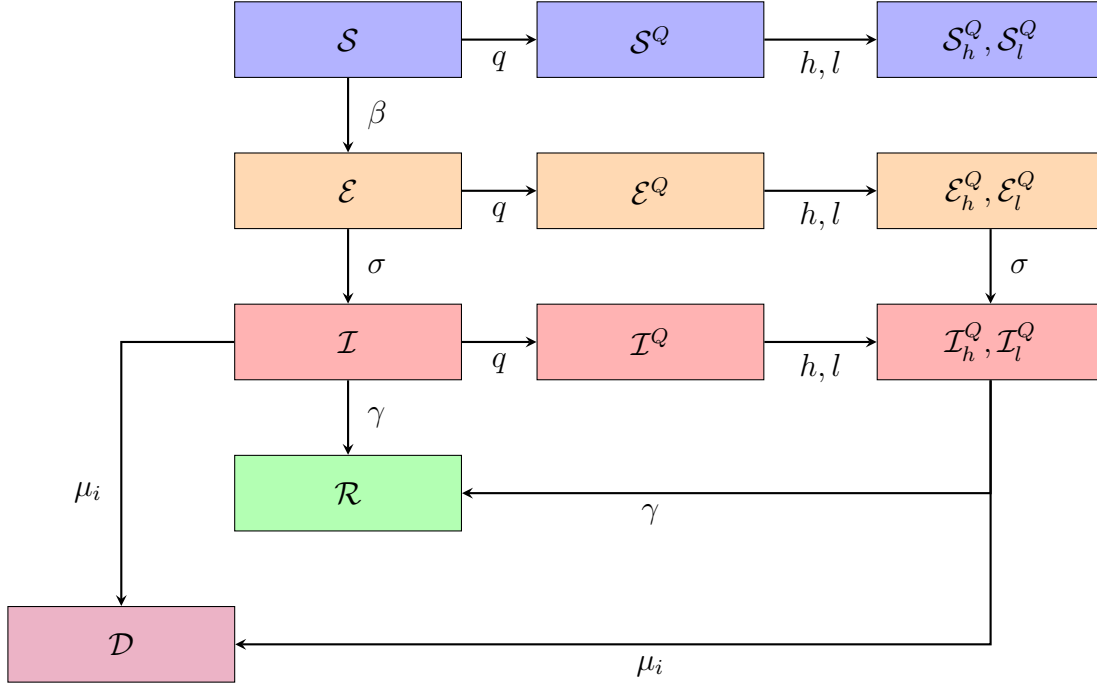 𝒮 q 𝒮^Q h, l 𝒮_h^Q, 𝒮_l^Q
β
ℰ q ℰ^Q h, l ℰ_h^Q, ℰ_l^Q
σ σ
ℐ q ℐ^Q h, l ℐ_h^Q, ℐ_l^Q
γ
μ_i ℛ γ
𝒟 μ_i